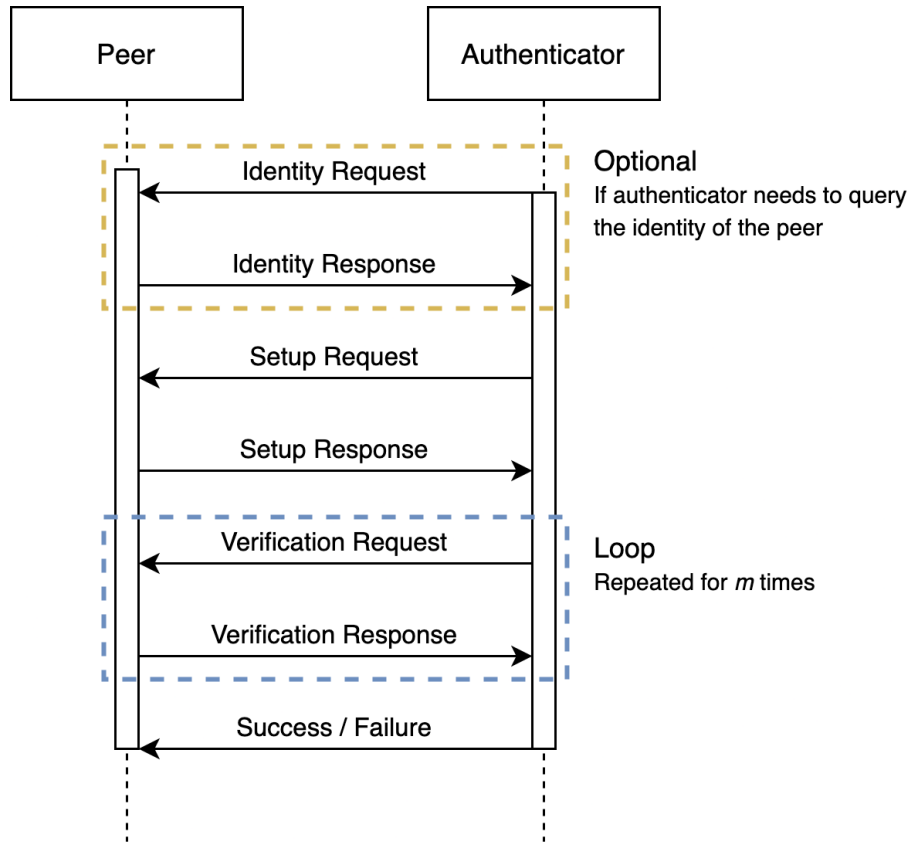 Peer
Authenticator
Identity Request
Optional
If authenticator needs to query
the identity of the peer
Identity Response
Setup Request
Setup Response
Verification Request
Loop
Repeated for m times
Verification Response
Success / Failure